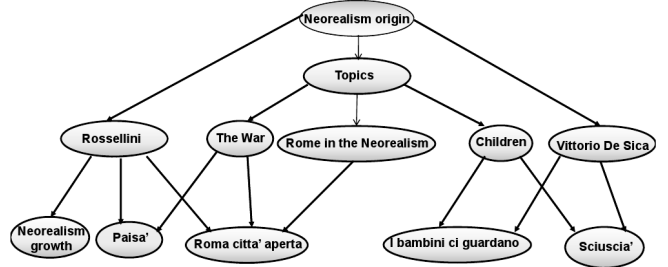 Neorealism origin
Topics
Rossellini
The War
Rome in the Neorealism
Children
Vittorio De Sica
Neorealism
growth
Paisa’
Roma citta’ aperta
I bambini ci guardano
Sciuscia’